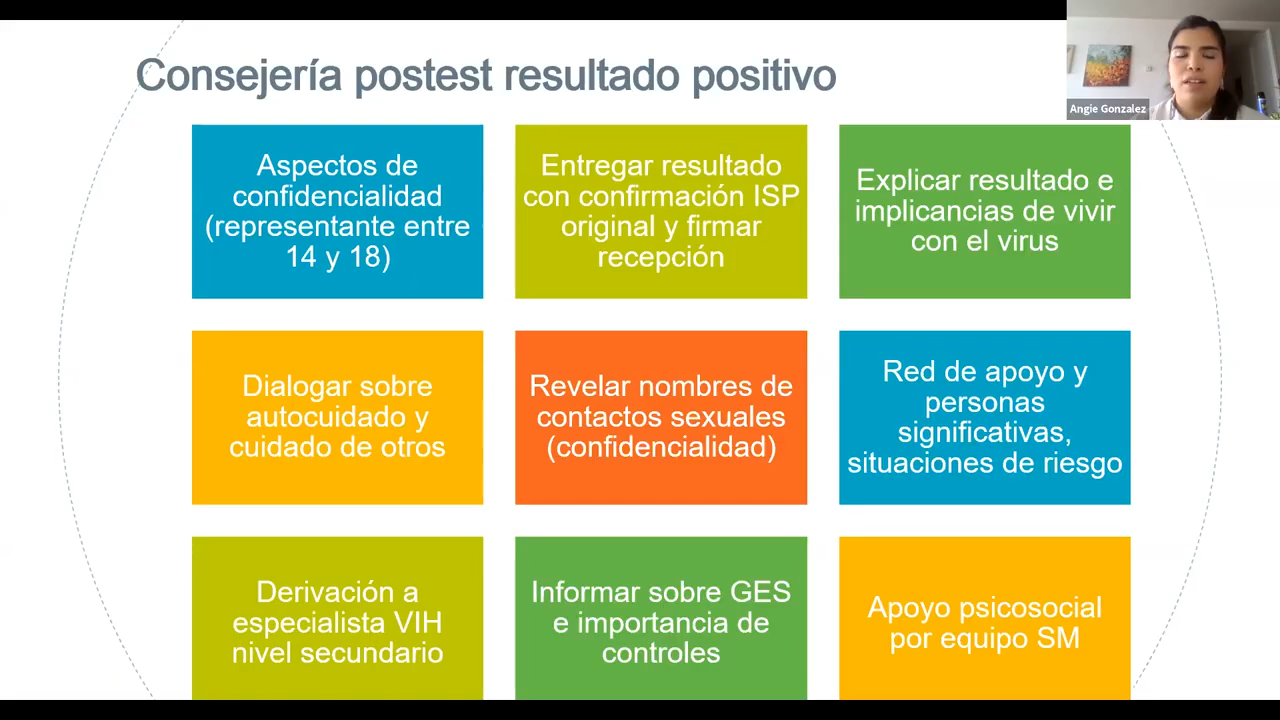 Consejería postest resultado positivo
Angie Gonzalez
Aspectos de
confidencialidad
(representante entre
14 y 18)
Entregar resultado
con confirmación ISP
original y firmar
recepción
Explicar resultado e
implicancias de vivir
con el virus
Dialogar sobre
autocuidado y
cuidado de otros
Revelar nombres de
contactos sexuales
(confidencialidad)
Red de apoyo y
personas
significativas,
situaciones de riesgo
Derivación a
especialista VIH
nivel secundario
Informar sobre GES
e importancia de
controles
Apoyo psicosocial
por equipo SM